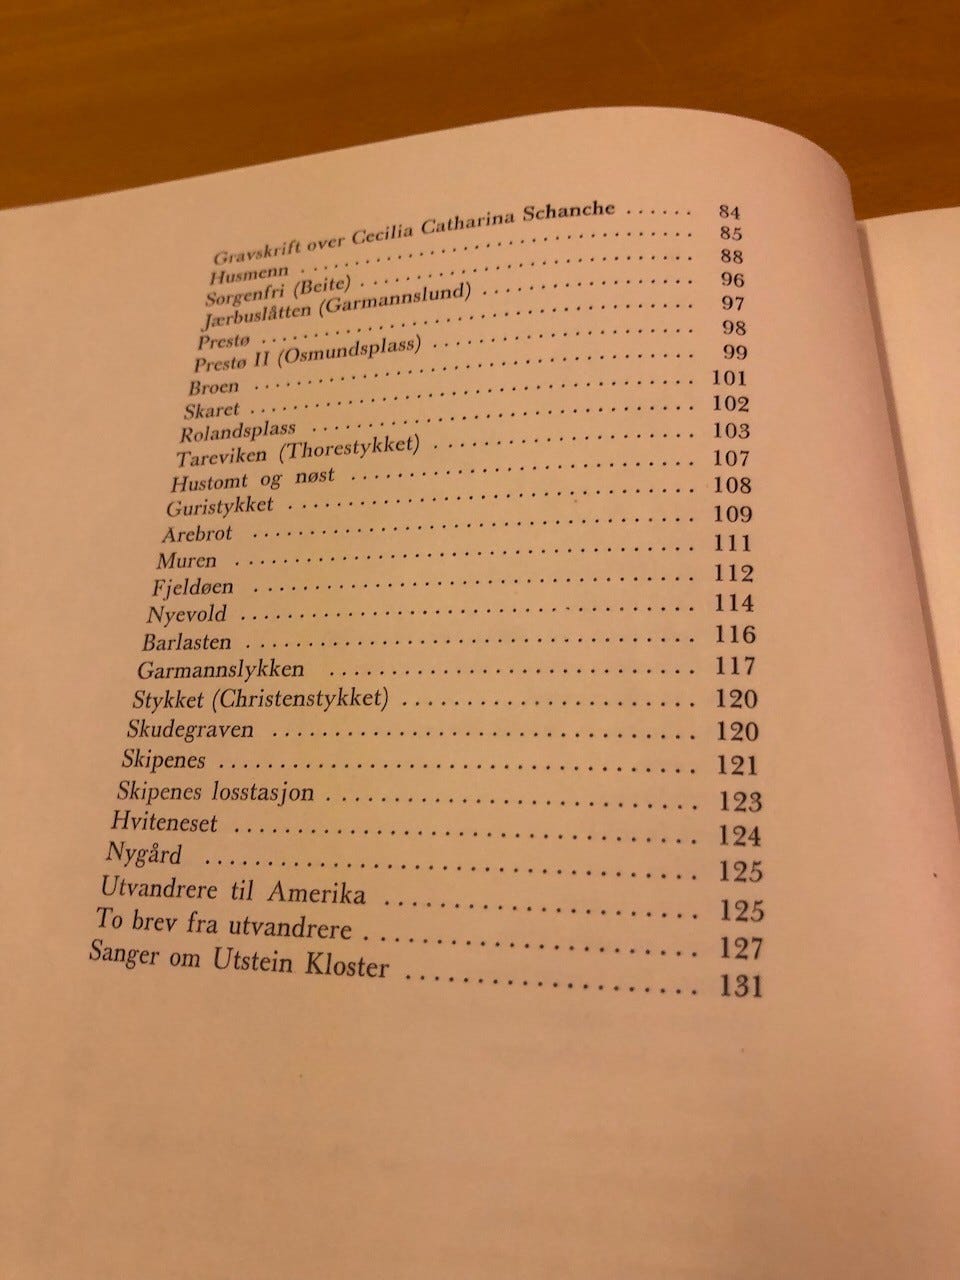 Gravskrift over Cecilia Catharina Schanche ...... 84
Husmenn .............................. 85
Sorgenfri (Beite) .......................... 88
Jærbuslåtten (Garmannslund) ................ 96
Prestø ................................. 97
Prestø II (Osmundsplass) .................... 98
Broen ................................. 99
Skaret ................................. 101
Rolandsplass ............................. 102
Tareviken (Thorestykket) .................... 103
Hustomt og nøst .......................... 107
Guristykket .............................. 108
Årebrot ................................. 109
Muren ................................. 111
Fjeldøen ................................ 112
Nyevold ................................ 114
Barlasten ................................ 116
Garmannslykken .......................... 117
Stykket (Christenstykket) .................... 120
Skudegraven ............................. 120
Skipenes ................................ 121
Skipenes losstasjon ........................ 123
Hviteneset .............................. 124
Nygård ................................ 125
Utvandrere til Amerika .................... 125
To brev fra utvandrere ...................... 127
Sanger om Utstein Kloster .................. 131